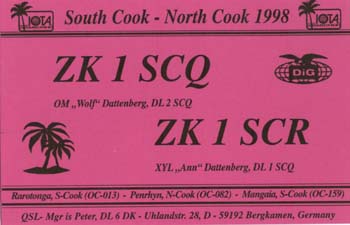 IOTA
South Cook - North Cook 1998
IOTA
ZK 1 SCQ
DIG
OM „Wolf" Dattenberg, DL 2 SCQ
ZK 1 SCR
XYL „Ann" Dattenberg, DL 1 SCQ
Rarotonga, S-Cook (OC-013) - Penrhyn, N-Cook (OC-082) - Mangaia, S-Cook (OC-159)
QSL- Mgr is Peter, DL 6 DK - Uhlandstr. 28, D - 59192 Bergkamen, Germany